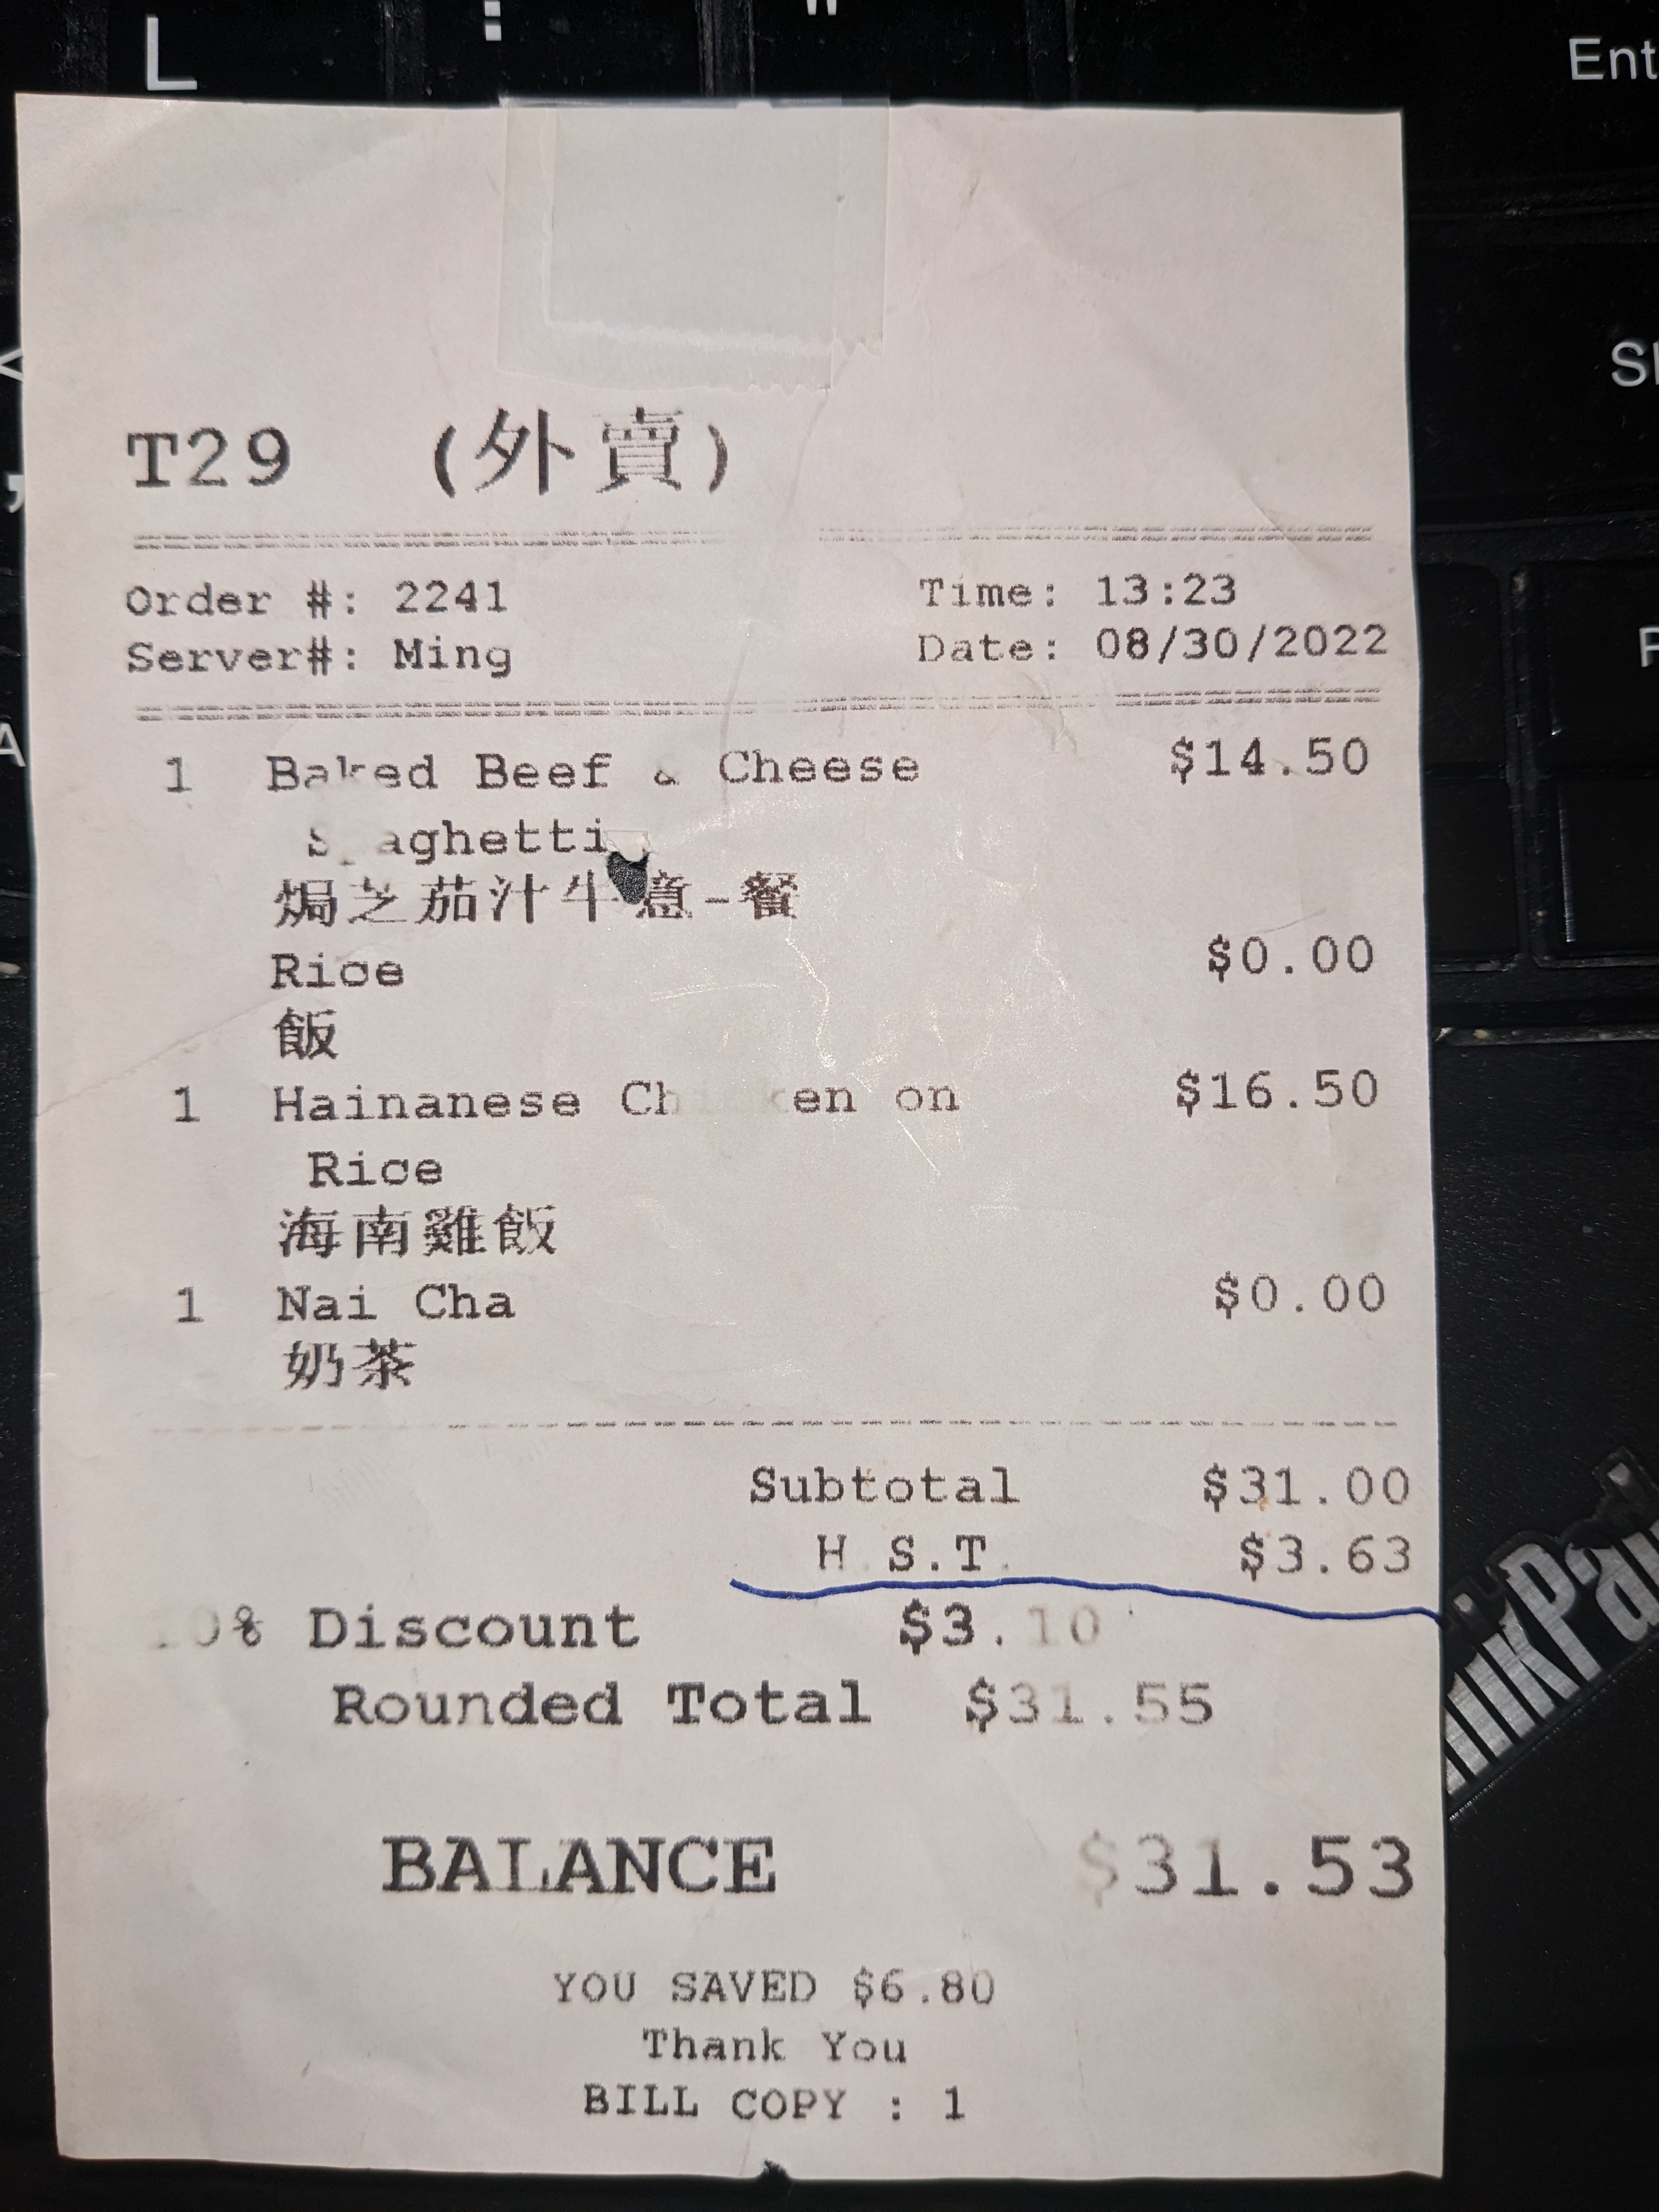 L
Ent
T29 (外賣)
Order #: 2241 Time: 13:23
Server#: Ming Date: 08/30/2022
1 Baked Beef & Cheese $14.50
Spaghetti
焗芝茄汁牛意-餐
Rice $0.00
飯
1 Hainanese Chicken on $16.50
Rice
海南雞飯
1 Nai Cha $0.00
奶茶
Subtotal $31.00
H.S.T. $3.63
10% Discount $3.10
Rounded Total $31.55
BALANCE $31.53
YOU SAVED $6.80
Thank You
BILL COPY : 1
ThinkPad